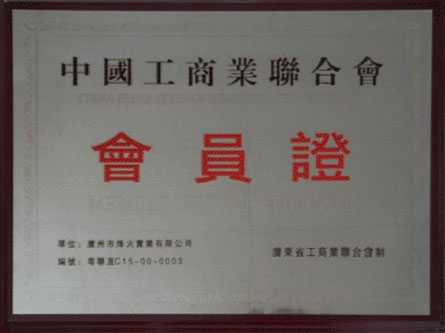 中國工商業聯合會
會員證
單位：廣州市烽火實業有限公司
編號：粵聯直C15-00-0003
廣東省工商業聯合會制